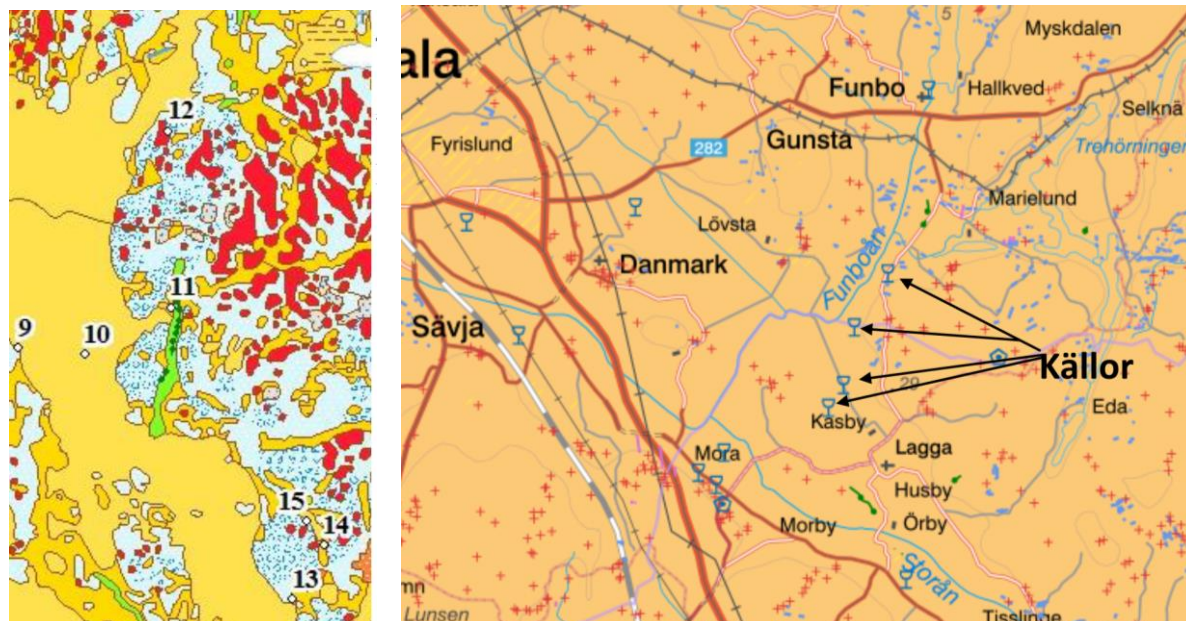 12
11
9
10
15
14
13
ala
5
Myskdalen
Funbo
Hallkved
Selknä
Fyrislund
282
Gunsta
Trehörningen
Marielund
Lövsta
Danmark
Funboån
Sävja
29
Källor
Eda
Kasby
Lagga
Mora
Husby
Morby
Örby
Storån
mn
Lunsen
Tisslinge